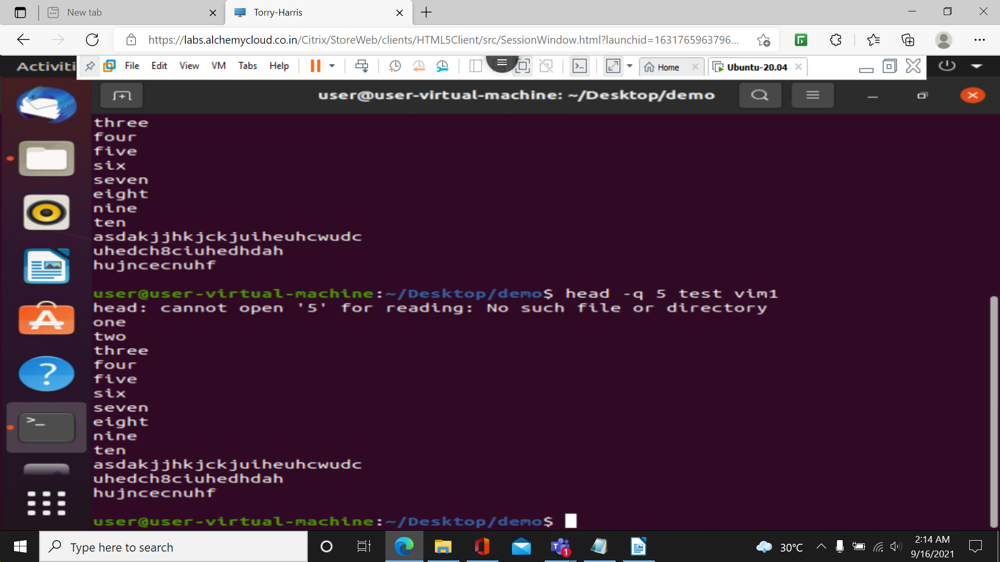 New tab
Torry-Harris
https://labs.alchemycloud.co.in/Citrix/StoreWeb/clients/HTML5Client/src/SessionWindow.html?launchid=1631765963796...
Activiti
File Edit View VM Tabs Help
Home
Ubuntu-20.04
user@user-virtual-machine: ~/Desktop/demo
three
four
five
six
seven
eight
nine
ten
asdakjjhkjckjuiheuhcwudc
uhedch8ciuhedhdah
hujncecnuhf
user@user-virtual-machine:~/Desktop/demo$ head -q 5 test vim1
head: cannot open '5' for reading: No such file or directory
one
two
three
four
five
six
seven
eight
nine
ten
asdakjjhkjckjuiheuhcwudc
uhedch8ciuhedhdah
hujncecnuhf
user@user-virtual-machine:~/Desktop/demo$
Type here to search
1
30°C
2:14 AM
9/16/2021